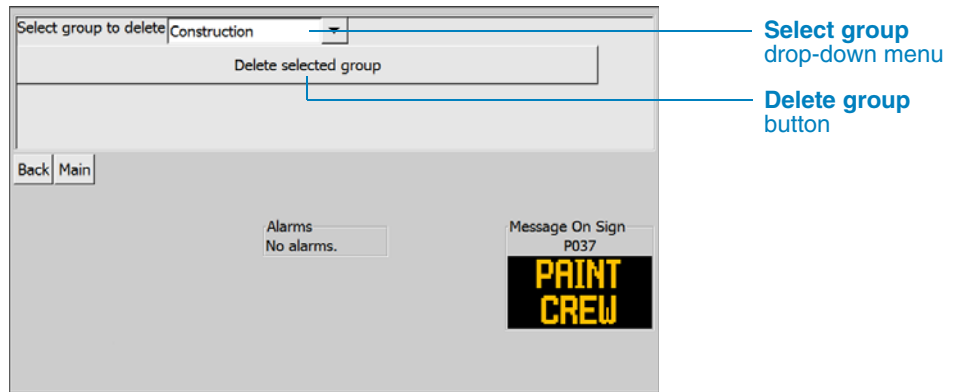 Select group to delete Construction
Select group
drop-down menu
Delete selected group
Delete group
button
Back Main
Alarms
No alarms.
Message On Sign
P037
PAINT
CREW